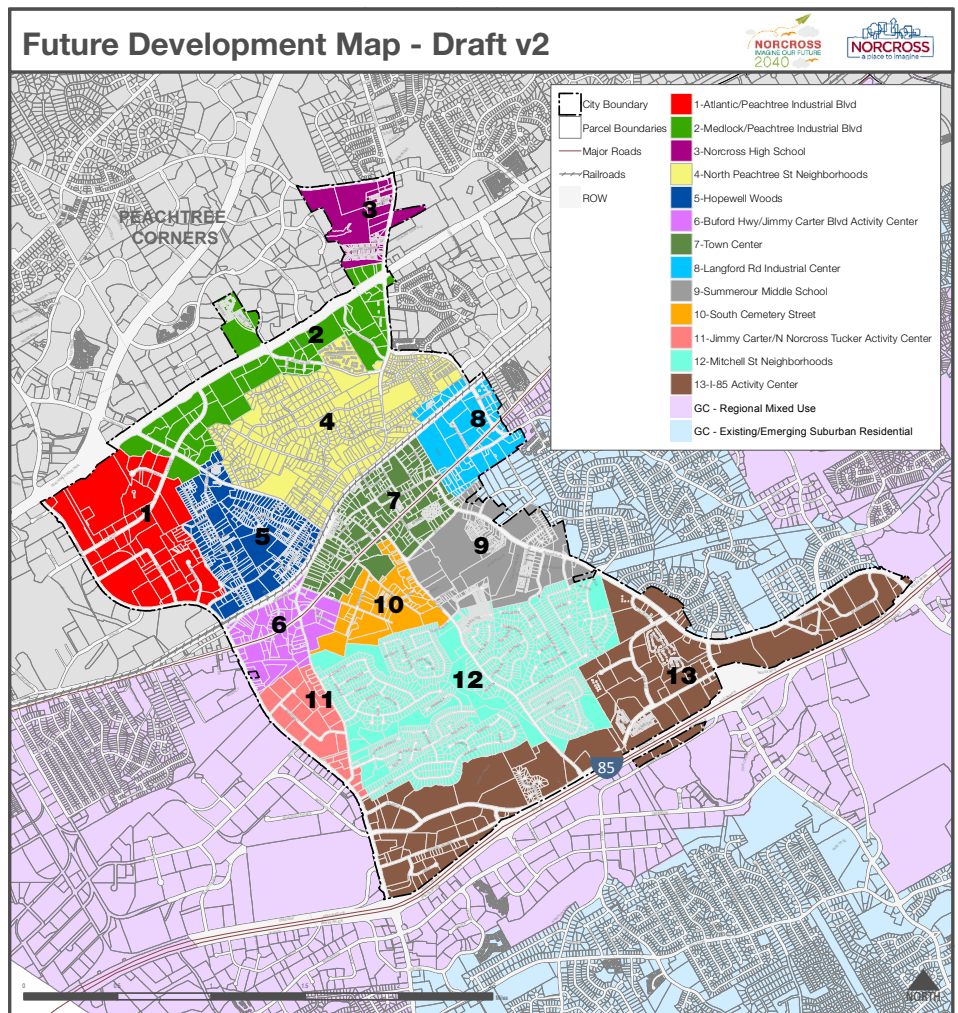 Future Development Map - Draft v2
NORCROSS
IMAGINE OUR FUTURE
2040
NORCROSS
a place to imagine
City Boundary
Parcel Boundaries
Major Roads
Railroads
ROW
1-Atlantic/Peachtree Industrial Blvd
2-Medlock/Peachtree Industrial Blvd
3-Norcross High School
4-North Peachtree St Neighborhoods
5-Hopewell Woods
6-Buford Hwy/Jimmy Carter Blvd Activity Center
7-Town Center
8-Langford Rd Industrial Center
9-Summerour Middle School
10-South Cemetery Street
11-Jimmy Carter/N Norcross Tucker Activity Center
12-Mitchell St Neighborhoods
13-I-85 Activity Center
GC - Regional Mixed Use
GC - Existing/Emerging Suburban Residential
PEACHTREE
CORNERS
3
2
4
8
7
1
5
9
10
6
12
13
11
85
0
NORTH